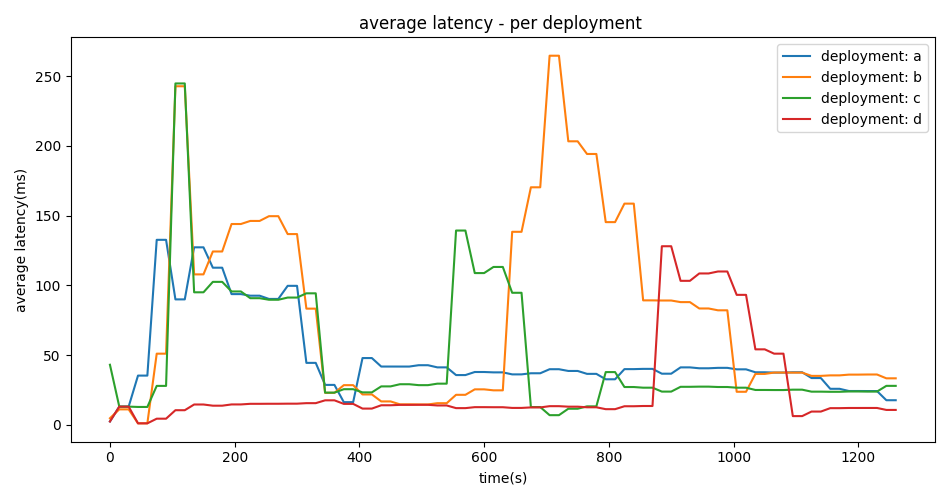 average latency - per deployment
average latency(ms)
250
200
150
100
50
0
deployment: a
deployment: b
deployment: c
deployment: d
0 200 400 600 800 1000 1200
time(s)